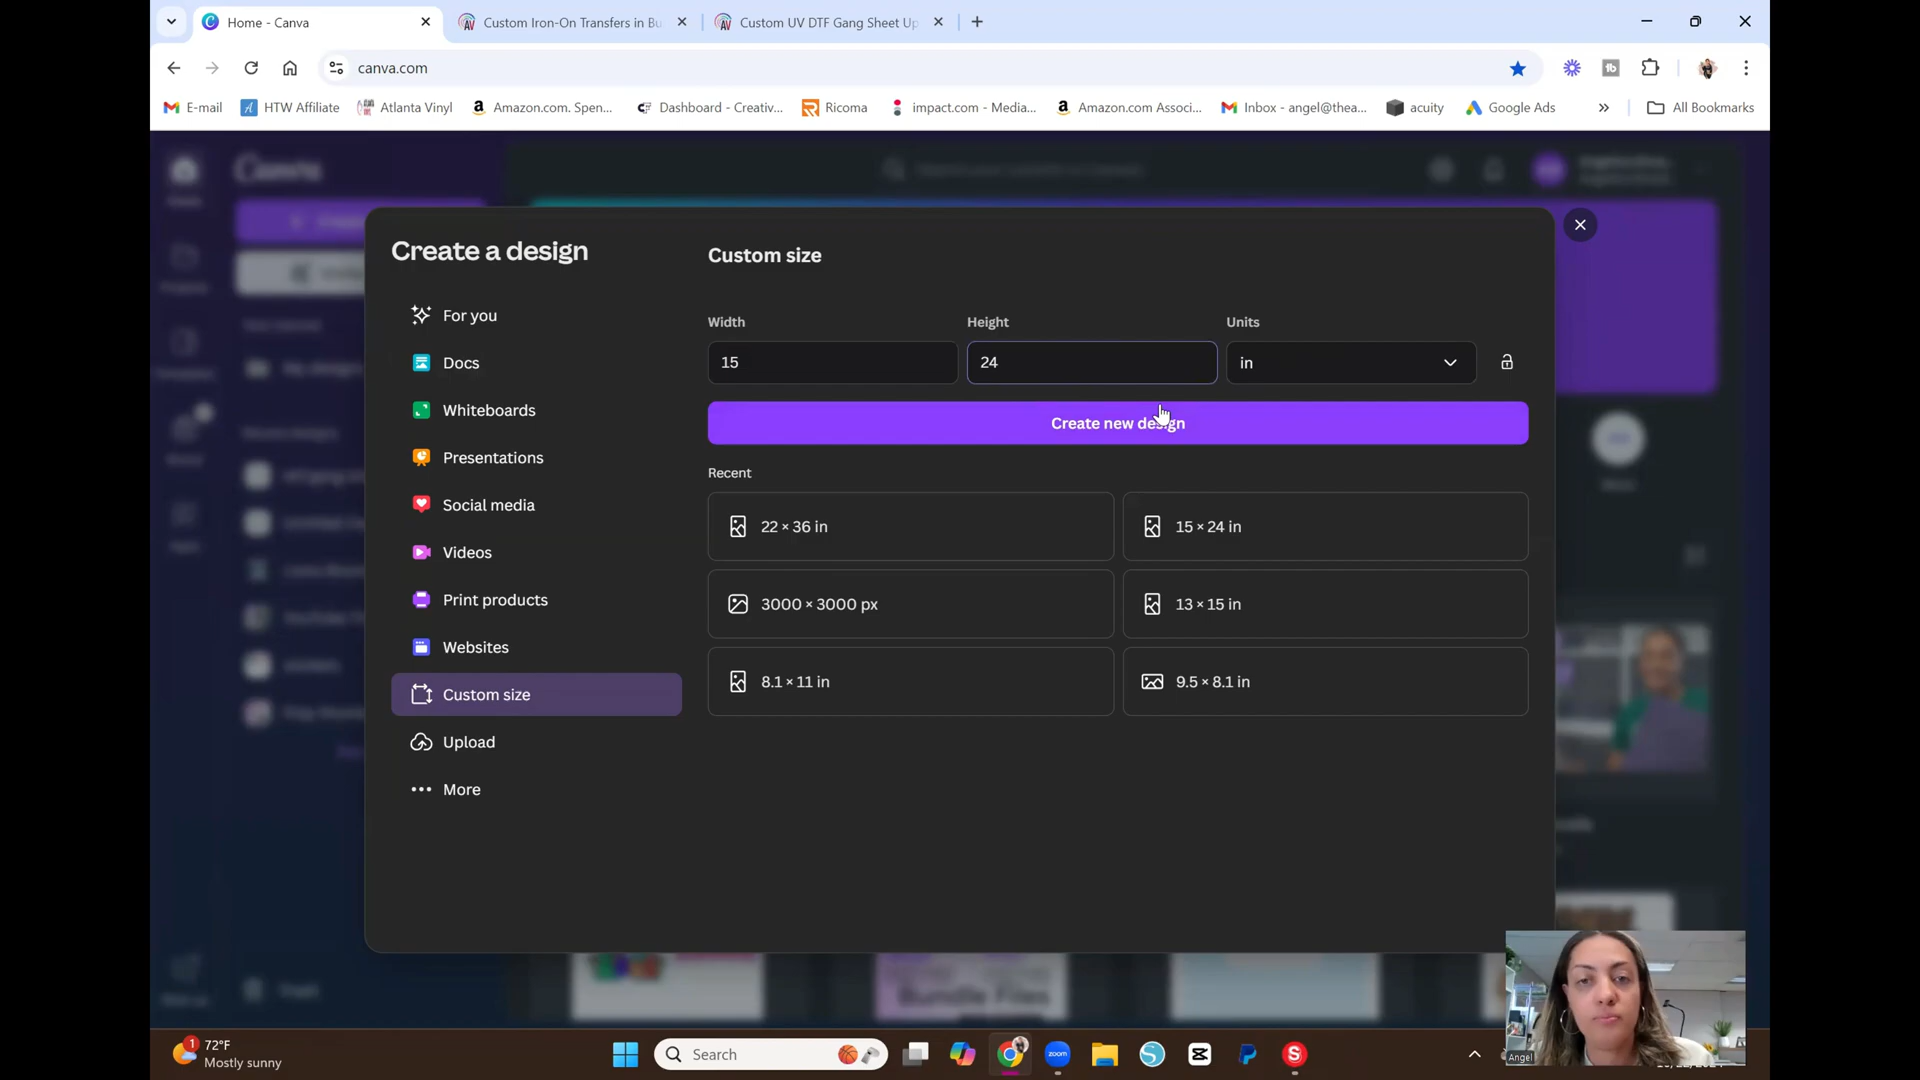 Home - Canva
Custom Iron-On Transfers in Bu
Custom UV DTF Gang Sheet Up
canva.com
E-mail
HTW Affiliate
Atlanta Vinyl
Amazon.com. Spen...
Dashboard - Creativ...
Ricoma
impact.com - Media...
Amazon.com Associ...
Inbox - angel@thea...
acuity
Google Ads
»
All Bookmarks
Canva
Create a design
Custom size
For you
Docs
Whiteboards
Presentations
Social media
Videos
Print products
Websites
Custom size
Upload
More
Width
Height
Units
15
24
in
Create new design
Recent
22 × 36 in
15 × 24 in
3000 × 3000 px
13 × 15 in
8.1 × 11 in
9.5 × 8.1 in
Bundle Files
Angel
1
72°F
Mostly sunny
Search
zoom